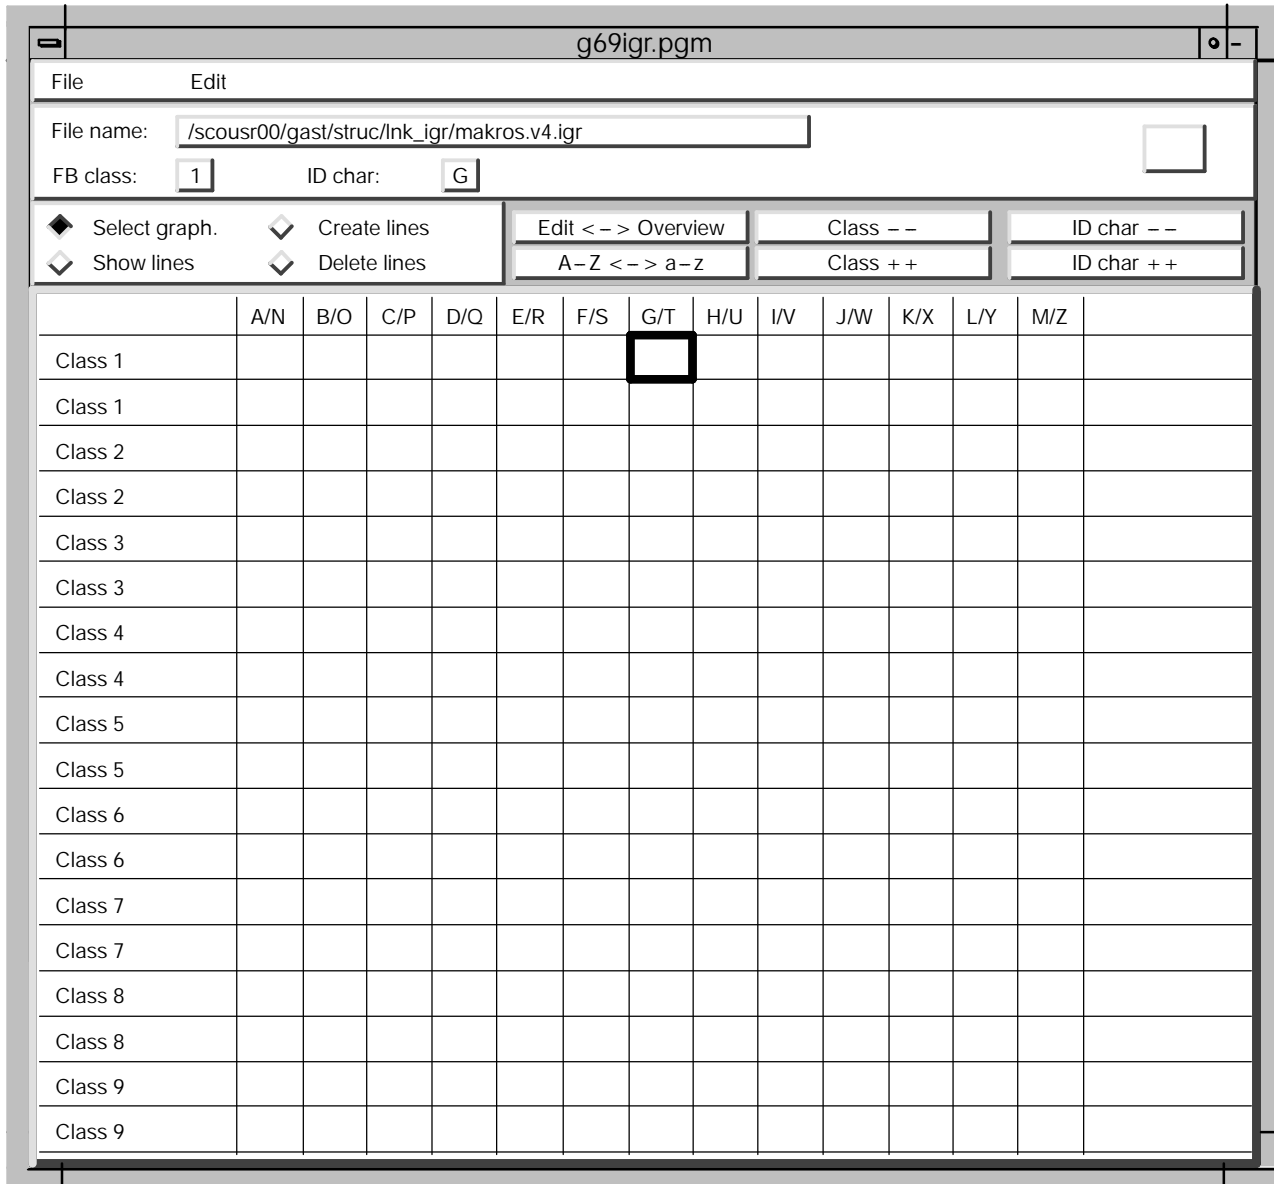 g69igr.pgm
File Edit
File name: /scousr00/gast/struc/lnk_igr/makros.v4.igr
FB class: 1 ID char: G
Select graph. Create lines Edit < – > Overview Class – – ID char – –
Show lines Delete lines A–Z < – > a–z Class + + ID char + +
A/N B/O C/P D/Q E/R F/S G/T H/U I/V J/W K/X L/Y M/Z
Class 1
Class 1
Class 2
Class 2
Class 3
Class 3
Class 4
Class 4
Class 5
Class 5
Class 6
Class 6
Class 7
Class 7
Class 8
Class 8
Class 9
Class 9